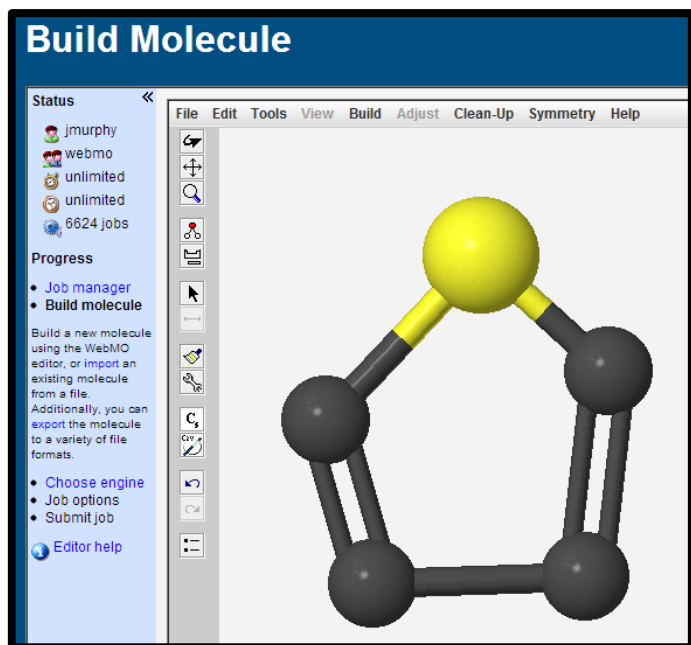 Build Molecule
Status
«
jmurphy
webmo
unlimited
unlimited
6624 jobs
Progress
• Job manager
• Build molecule
Build a new molecule
using the WebMO
editor, or import an
existing molecule
from a file.
Additionally, you can
export the molecule
to a variety of file
formats.
• Choose engine
• Job options
• Submit job
Editor help
File Edit Tools View Build Adjust Clean-Up Symmetry Help
Cs
C2V